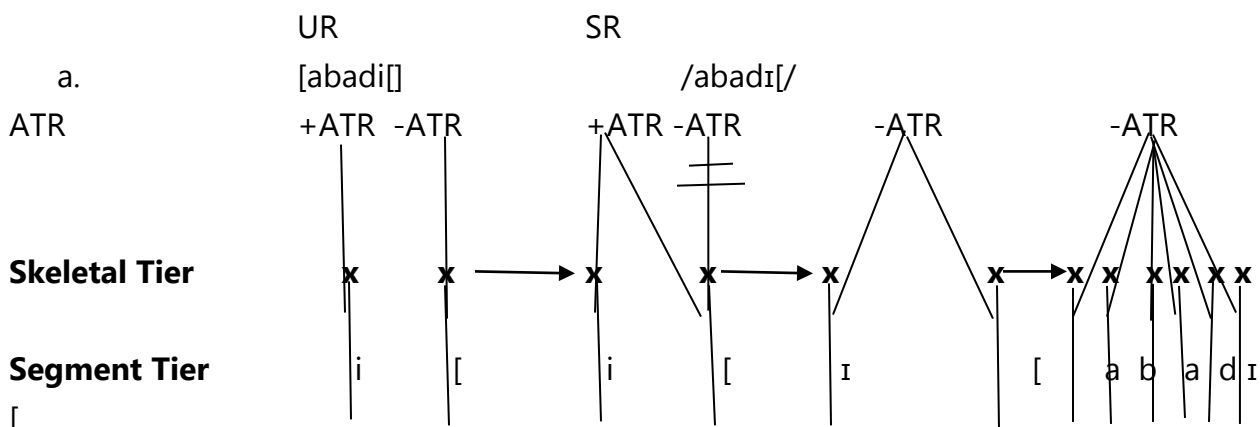 UR SR
a. [abadi[] /abadɪ[/
ATR +ATR -ATR +ATR -ATR -ATR -ATR
Skeletal Tier x x x x x x x x x x x x
Segment Tier i [ i [ ɪ [ a b a d ɪ
[